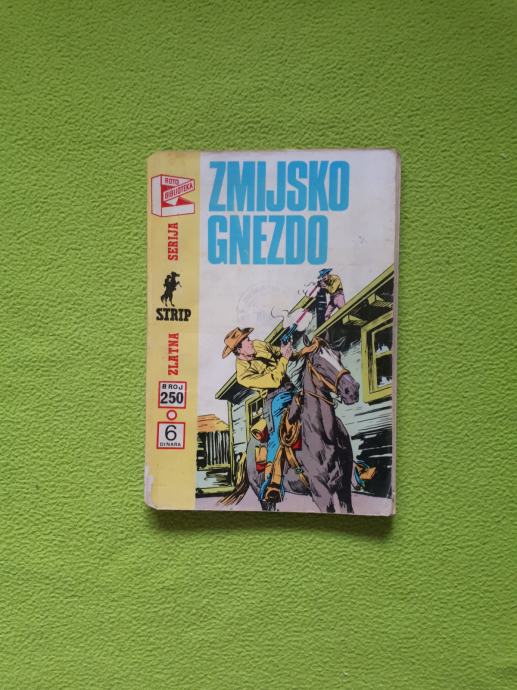 ROTO
BIBLIOTEKA
ZLATNA STRIP SERIJA
BROJ
250
6
DINARA
ZMIJSKO
GNEZDO